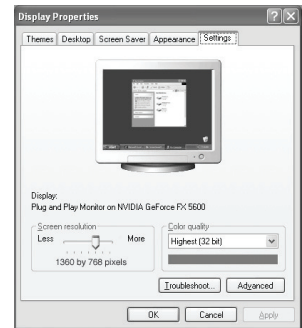 Display Properties
Themes Desktop Screen Saver Appearance Settings
Display:
Plug and Play Monitor on NVIDIA GeForce FX 5600
Screen resolution
Less More
1360 by 768 pixels
Color quality
Highest (32 bit)
Troubleshoot... Advanced
OK Cancel Apply